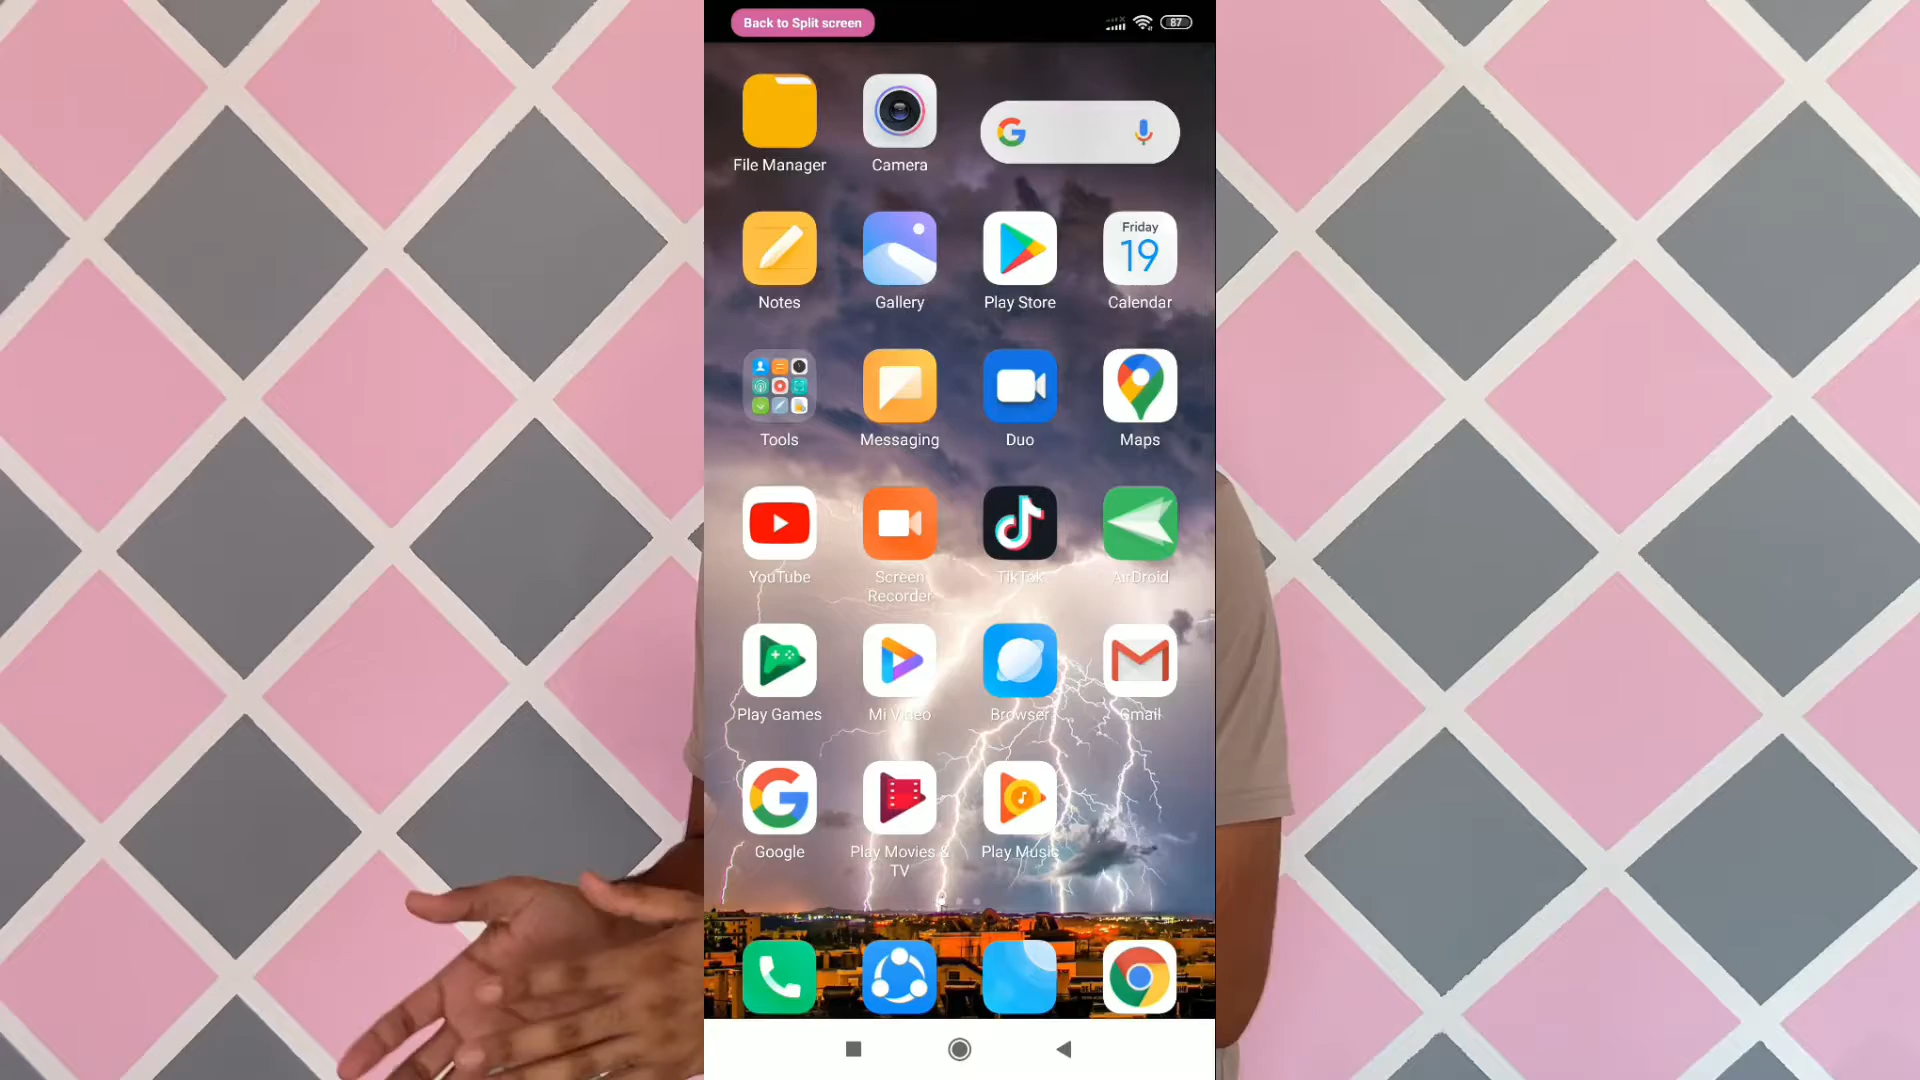 Back to Split screen
87
File Manager
Camera
Friday
19
Notes
Gallery
Play Store
Calendar
Tools
Messaging
Duo
Maps
YouTube
Screen
Recorder
TikTok
AirDroid
Play Games
Mi Video
Browser
Gmail
Google
Play Movies &
TV
Play Music